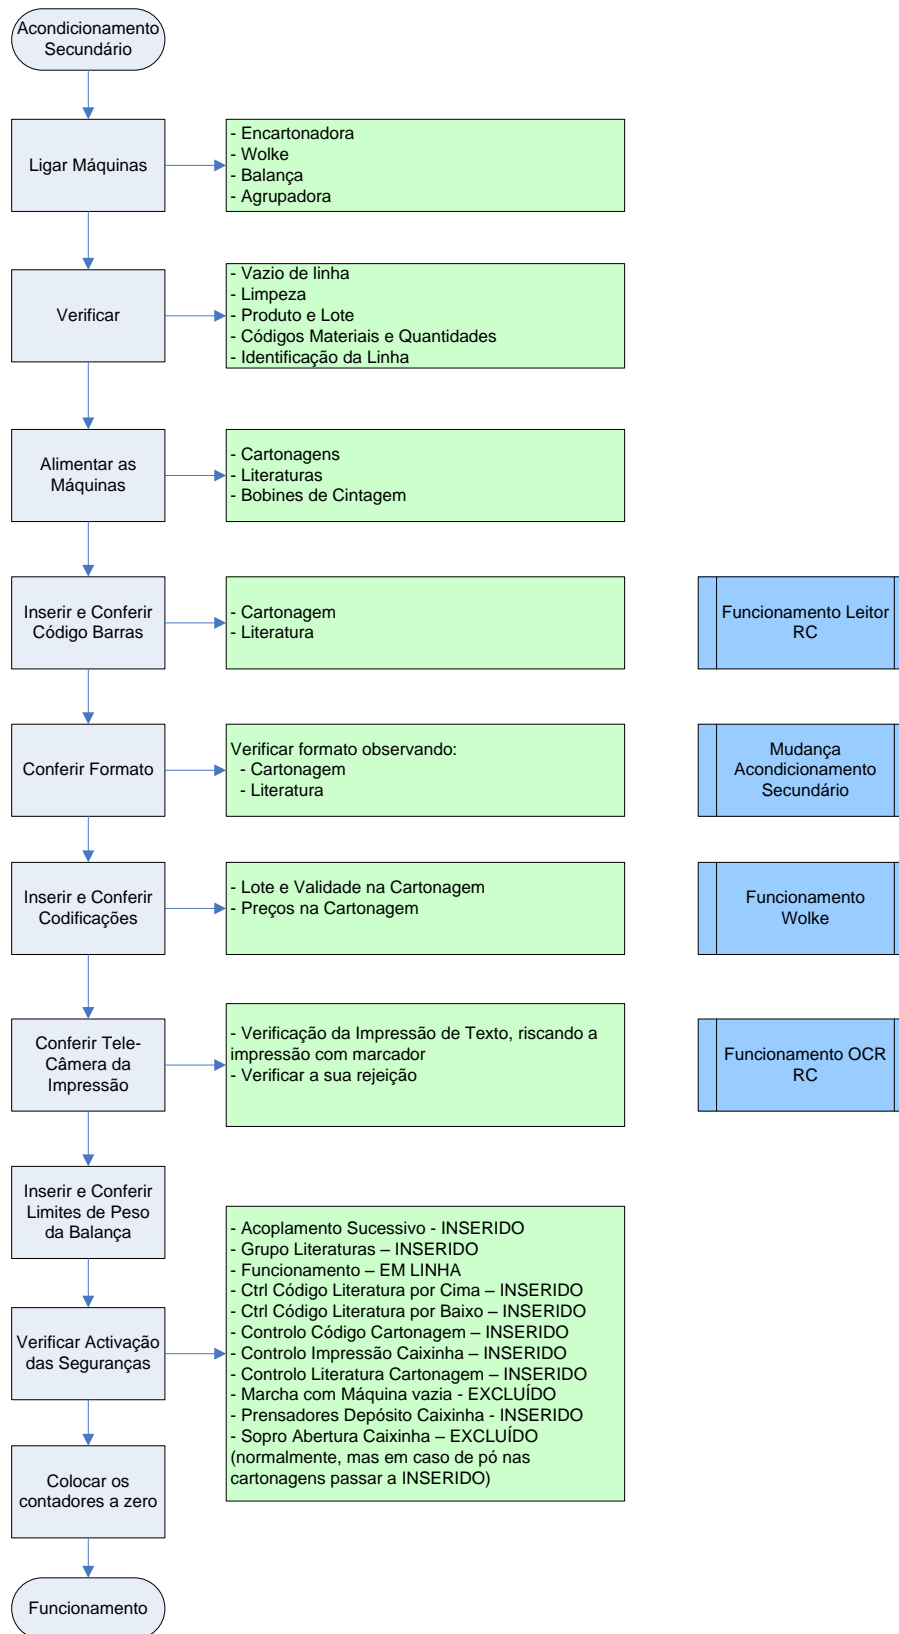 Acondicionamento
Secundário
Ligar Máquinas
- Encartonadora
- Wolke
- Balança
- Agrupadora
Verificar
- Vazio de linha
- Limpeza
- Produto e Lote
- Códigos Materiais e Quantidades
- Identificação da Linha
Alimentar as
Máquinas
- Cartonagens
- Literaturas
- Bobines de Cintagem
Inserir e Conferir
Código Barras
- Cartonagem
- Literatura
Funcionamento Leitor
RC
Conferir Formato
Verificar formato observando:
- Cartonagem
- Literatura
Mudança
Acondicionamento
Secundário
Inserir e Conferir
Codificações
- Lote e Validade na Cartonagem
- Preços na Cartonagem
Funcionamento
Wolke
Conferir Tele-
Câmera da
Impressão
- Verificação da Impressão de Texto, riscando a
impressão com marcador
- Verificar a sua rejeição
Funcionamento OCR
RC
Inserir e Conferir
Limites de Peso
da Balança
Verificar Activação
das Seguranças
- Acoplamento Sucessivo - INSERIDO
- Grupo Literaturas – INSERIDO
- Funcionamento – EM LINHA
- Ctrl Código Literatura por Cima – INSERIDO
- Ctrl Código Literatura por Baixo – INSERIDO
- Controlo Código Cartonagem – INSERIDO
- Controlo Impressão Caixinha – INSERIDO
- Controlo Literatura Cartonagem – INSERIDO
- Marcha com Máquina vazia - EXCLUÍDO
- Prensadores Depósito Caixinha - INSERIDO
- Sopro Abertura Caixinha – EXCLUÍDO
(normalmente, mas em caso de pó nas
cartonagens passar a INSERIDO)
Colocar os
contadores a zero
Funcionamento